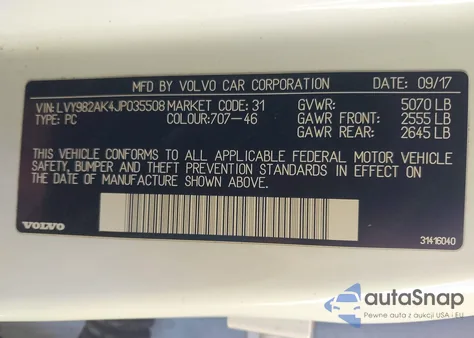 MFD BY VOLVO CAR CORPORATION DATE: 09/17
VIN: LVY982AK4JP035508 MARKET CODE: 31 GVWR: 5070 LB
TYPE: PC COLOUR:707-46 GAWR FRONT: 2555 LB
GAWR REAR: 2645 LB
THIS VEHICLE CONFORMS TO ALL APPLICABLE FEDERAL MOTOR VEHICLE
SAFETY, BUMPER AND THEFT PREVENTION STANDARDS IN EFFECT ON
THE DATE OF MANUFACTURE SHOWN ABOVE.
VOLVO 31416040
autoSnap
Pewne auta z aukcji USA i EU